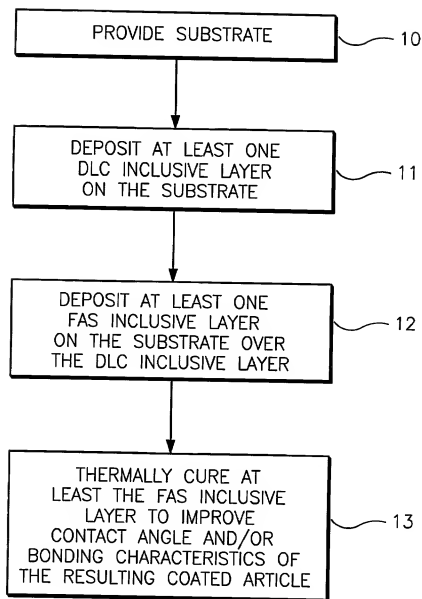 PROVIDE SUBSTRATE
10
DEPOSIT AT LEAST ONE
DLC INCLUSIVE LAYER
ON THE SUBSTRATE
11
DEPOSIT AT LEAST ONE
FAS INCLUSIVE LAYER
ON THE SUBSTRATE OVER
THE DLC INCLUSIVE LAYER
12
THERMALLY CURE AT
LEAST THE FAS INCLUSIVE
LAYER TO IMPROVE
CONTACT ANGLE AND/OR
BONDING CHARACTERISTICS OF
THE RESULTING COATED ARTICLE
13